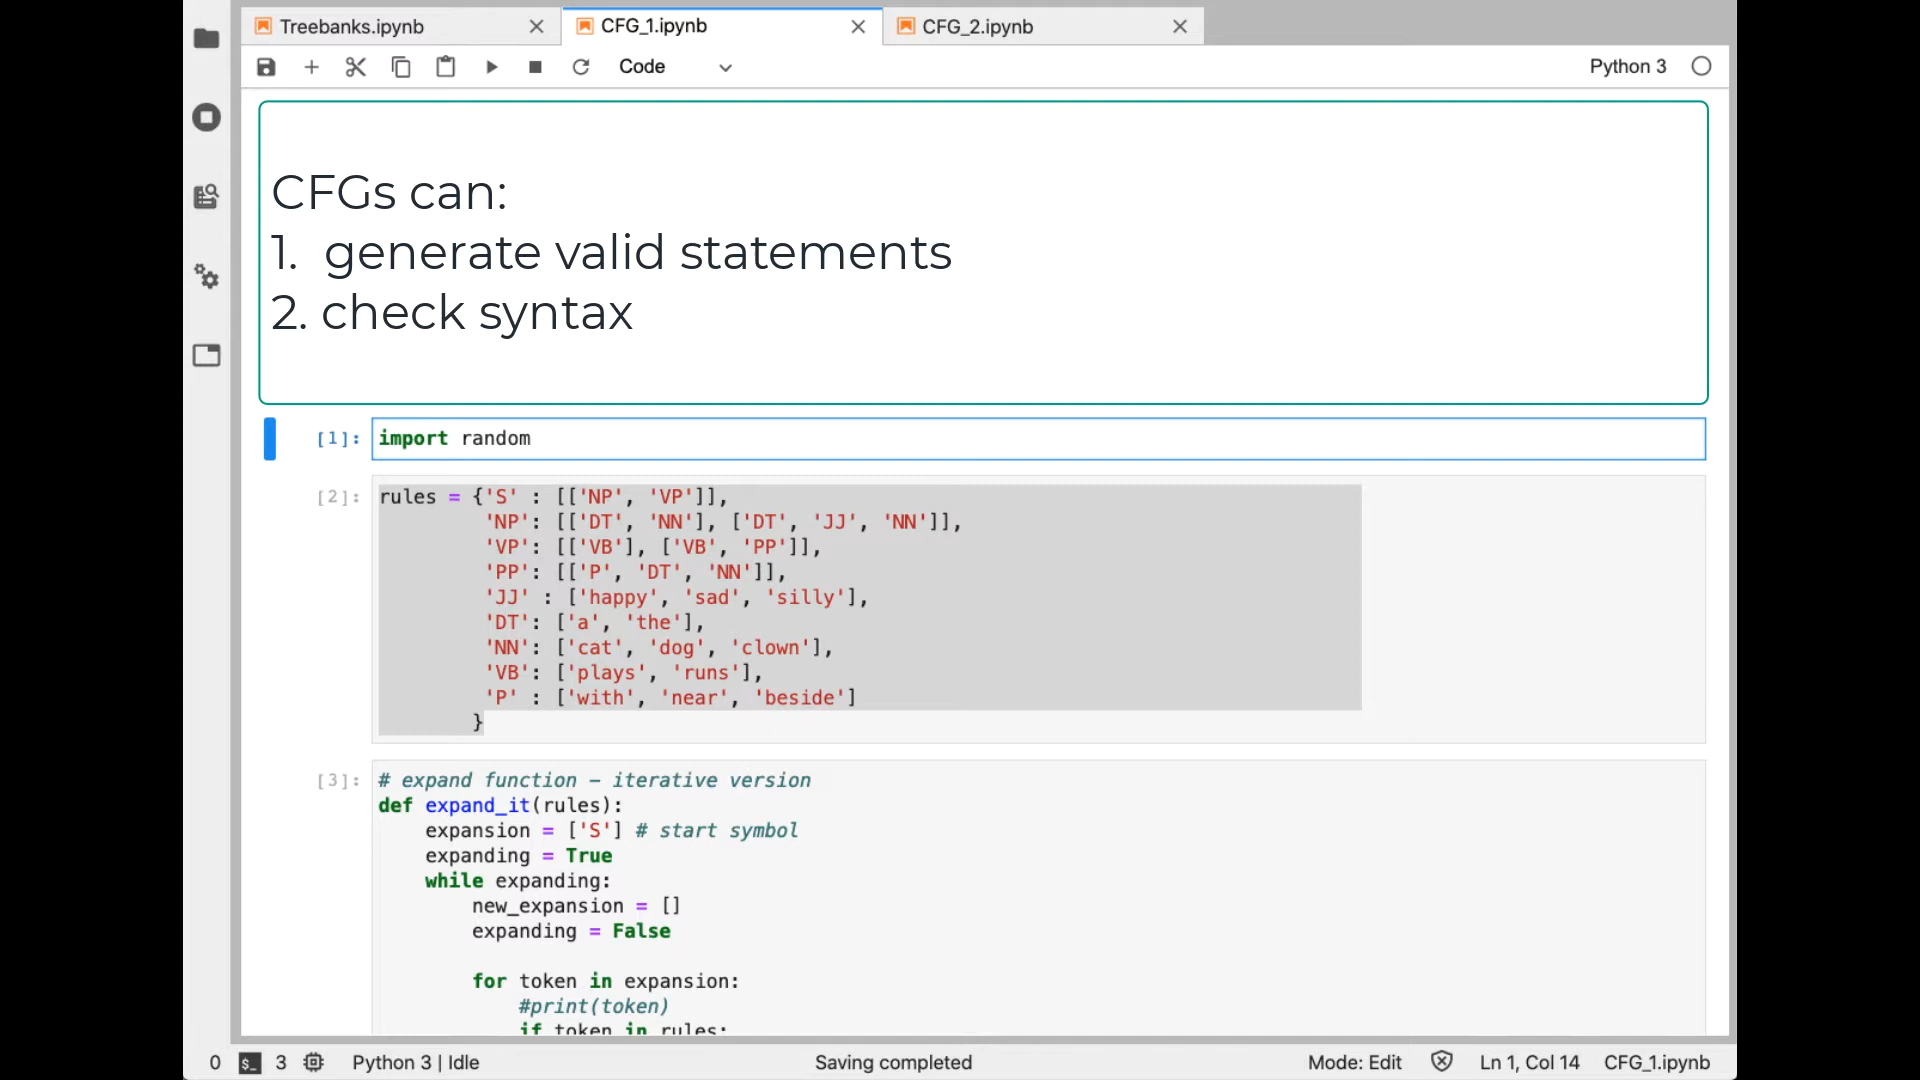 Treebanks.ipynb
CFG_1.ipynb
CFG_2.ipynb
Code
Python 3
CFGs can:
1. generate valid statements
2. check syntax
[1]: import random
[2]: rules = {'S' : [['NP', 'VP']],
'NP': [['DT', 'NN'], ['DT', 'JJ', 'NN']],
'VP': [['VB'], ['VB', 'PP']],
'PP': [['P', 'DT', 'NN']],
'JJ' : ['happy', 'sad', 'silly'],
'DT': ['a', 'the'],
'NN': ['cat', 'dog', 'clown'],
'VB': ['plays', 'runs'],
'P' : ['with', 'near', 'beside']
}
[3]: # expand function – iterative version
def expand_it(rules):
expansion = ['S'] # start symbol
expanding = True
while expanding:
new_expansion = []
expanding = False
for token in expansion:
#print(token)
if token in rules:
0 $_ 3 Python 3 | Idle Saving completed Mode: Edit Ln 1, Col 14 CFG_1.ipynb